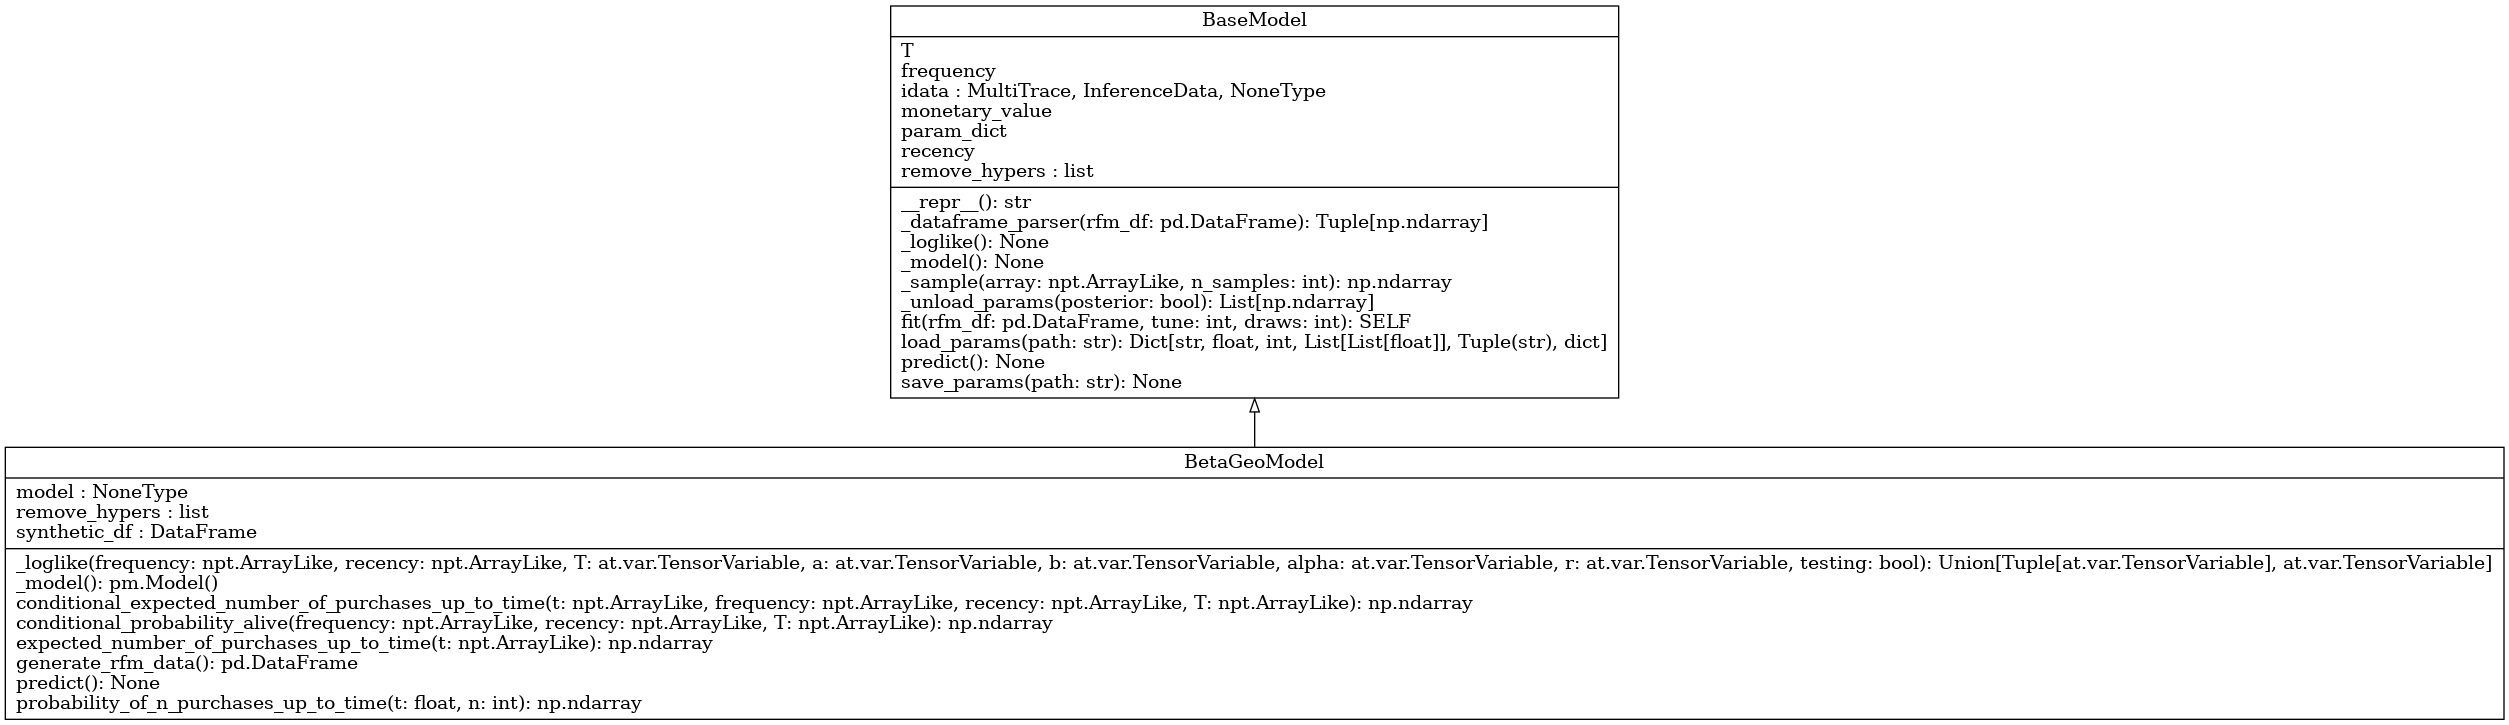 BaseModel
T
frequency
idata : MultiTrace, InferenceData, NoneType
monetary_value
param_dict
recency
remove_hypers : list
__repr__(): str
_dataframe_parser(rfm_df: pd.DataFrame): Tuple[np.ndarray]
_loglike(): None
_model(): None
_sample(array: npt.ArrayLike, n_samples: int): np.ndarray
_unload_params(posterior: bool): List[np.ndarray]
fit(rfm_df: pd.DataFrame, tune: int, draws: int): SELF
load_params(path: str): Dict[str, float, int, List[List[float]], Tuple(str), dict]
predict(): None
save_params(path: str): None
BetaGeoModel
model : NoneType
remove_hypers : list
synthetic_df : DataFrame
_loglike(frequency: npt.ArrayLike, recency: npt.ArrayLike, T: at.var.TensorVariable, a: at.var.TensorVariable, b: at.var.TensorVariable, alpha: at.var.TensorVariable, r: at.var.TensorVariable, testing: bool): Union[Tuple[at.var.TensorVariable], at.var.TensorVariable]
_model(): pm.Model()
conditional_expected_number_of_purchases_up_to_time(t: npt.ArrayLike, frequency: npt.ArrayLike, recency: npt.ArrayLike, T: npt.ArrayLike): np.ndarray
conditional_probability_alive(frequency: npt.ArrayLike, recency: npt.ArrayLike, T: npt.ArrayLike): np.ndarray
expected_number_of_purchases_up_to_time(t: npt.ArrayLike): np.ndarray
generate_rfm_data(): pd.DataFrame
predict(): None
probability_of_n_purchases_up_to_time(t: float, n: int): np.ndarray